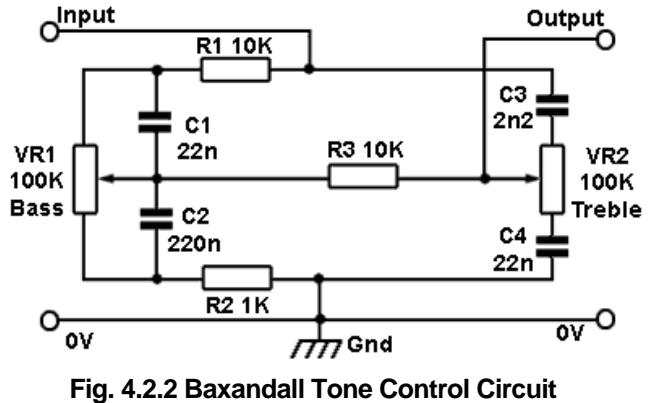 Input
Output
R1 10K
C3
2n2
C1
22n
R3 10K
VR1
100K
Bass
VR2
100K
Treble
C2
220n
C4
22n
R2 1K
0V
Gnd
0V
Fig. 4.2.2 Baxandall Tone Control Circuit